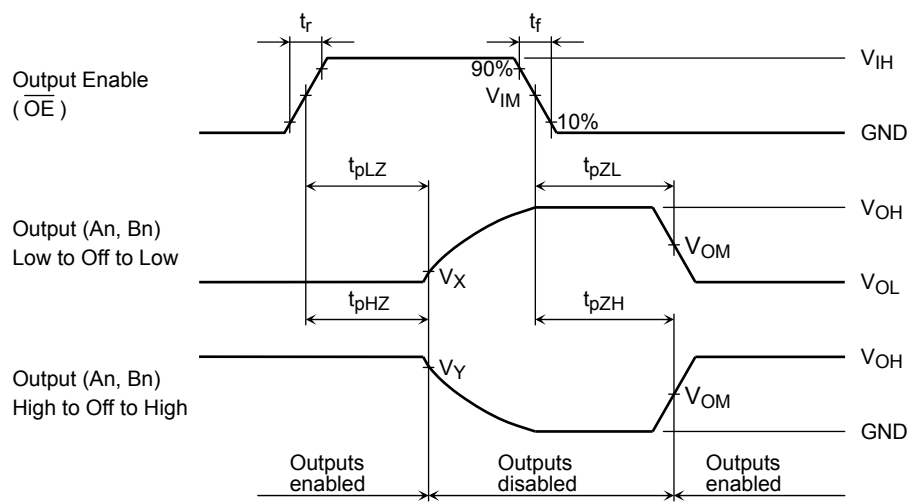 tr
tf
Output Enable
( OE )
90%
VIM
10%
VIH
GND
tpLZ
tpZL
Output (An, Bn)
Low to Off to Low
VX
VOH
VOM
VOL
tpHZ
tpZH
Output (An, Bn)
High to Off to High
VY
VOH
VOM
GND
Outputs
enabled
Outputs
disabled
Outputs
enabled